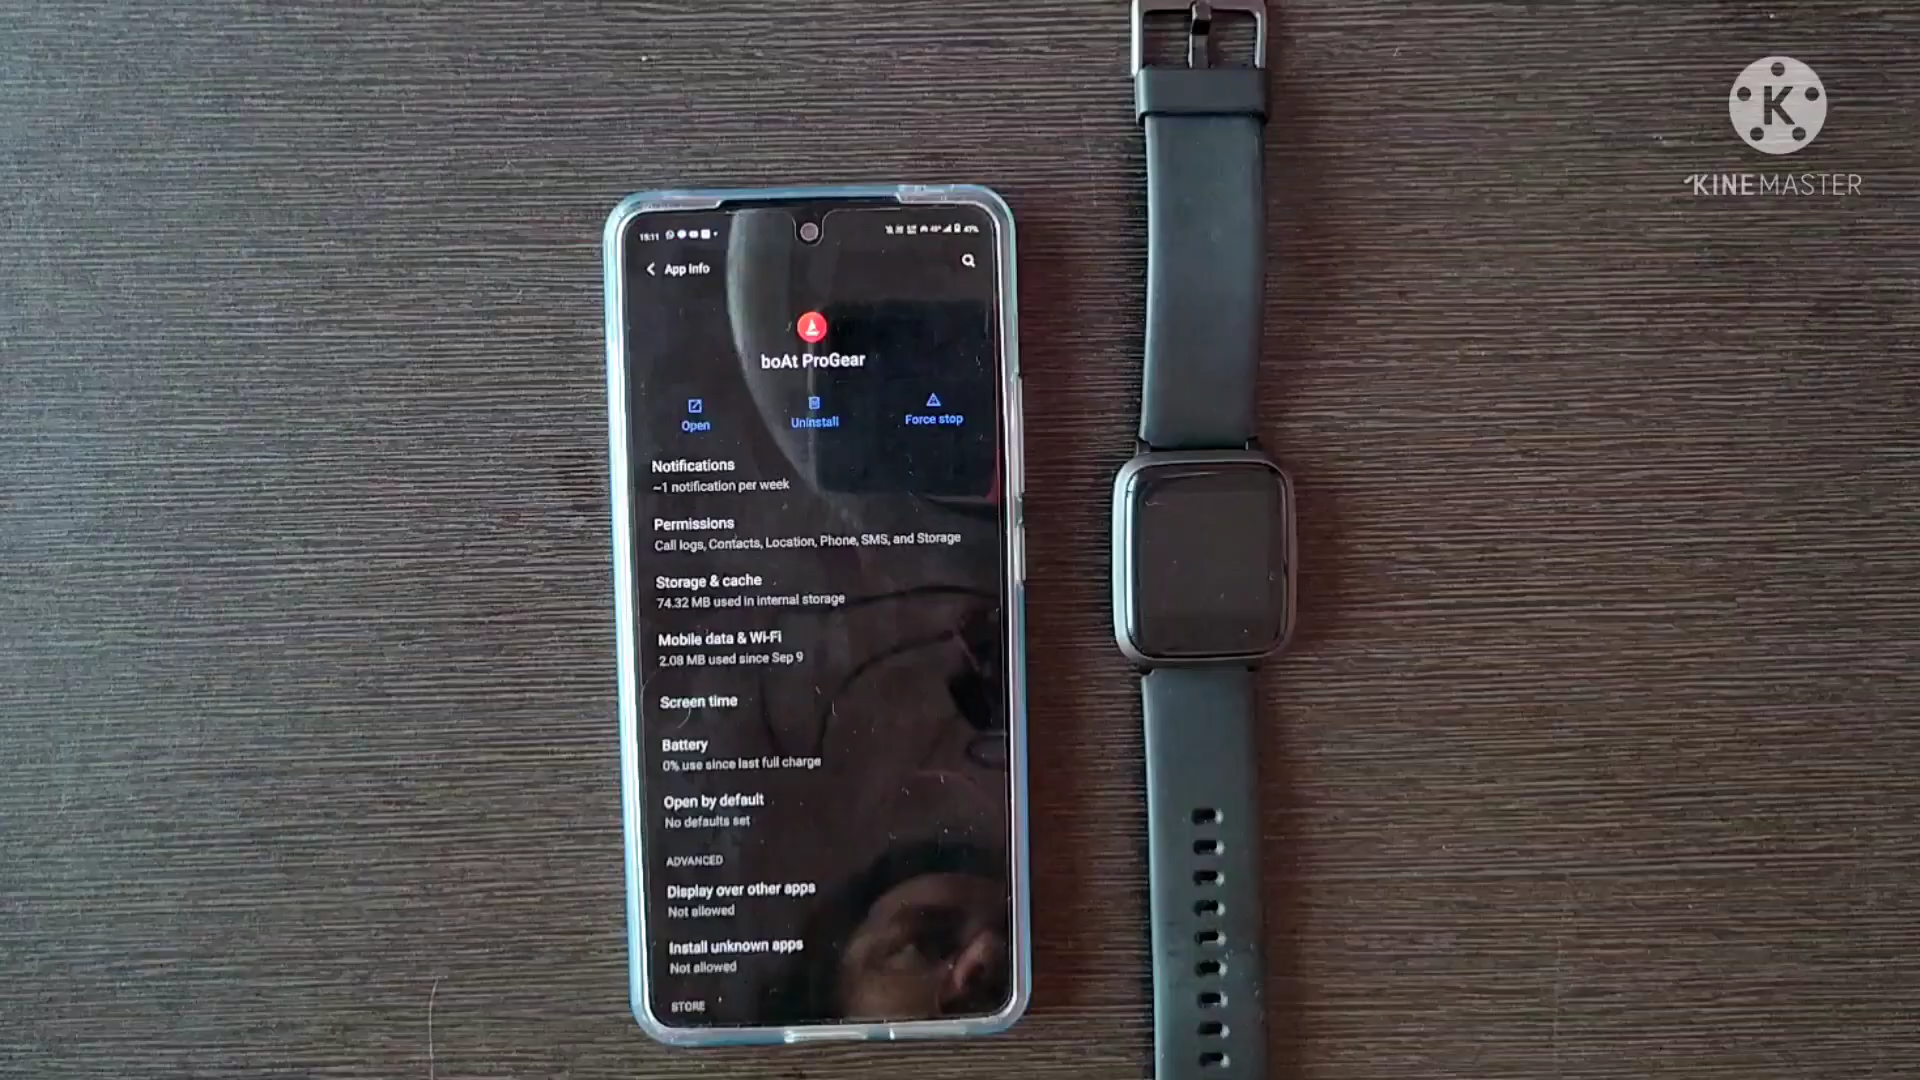 K
KINEMASTER
15:11
App info
boAt ProGear
Open
Uninstall
Force stop
Notifications
~1 notification per week
Permissions
Call logs, Contacts, Location, Phone, SMS, and Storage
Storage & cache
74.32 MB used in internal storage
Mobile data & Wi-Fi
2.08 MB used since Sep 9
Screen time
Battery
0% use since last full charge
Open by default
No defaults set
ADVANCED
Display over other apps
Not allowed
Install unknown apps
Not allowed
STORE